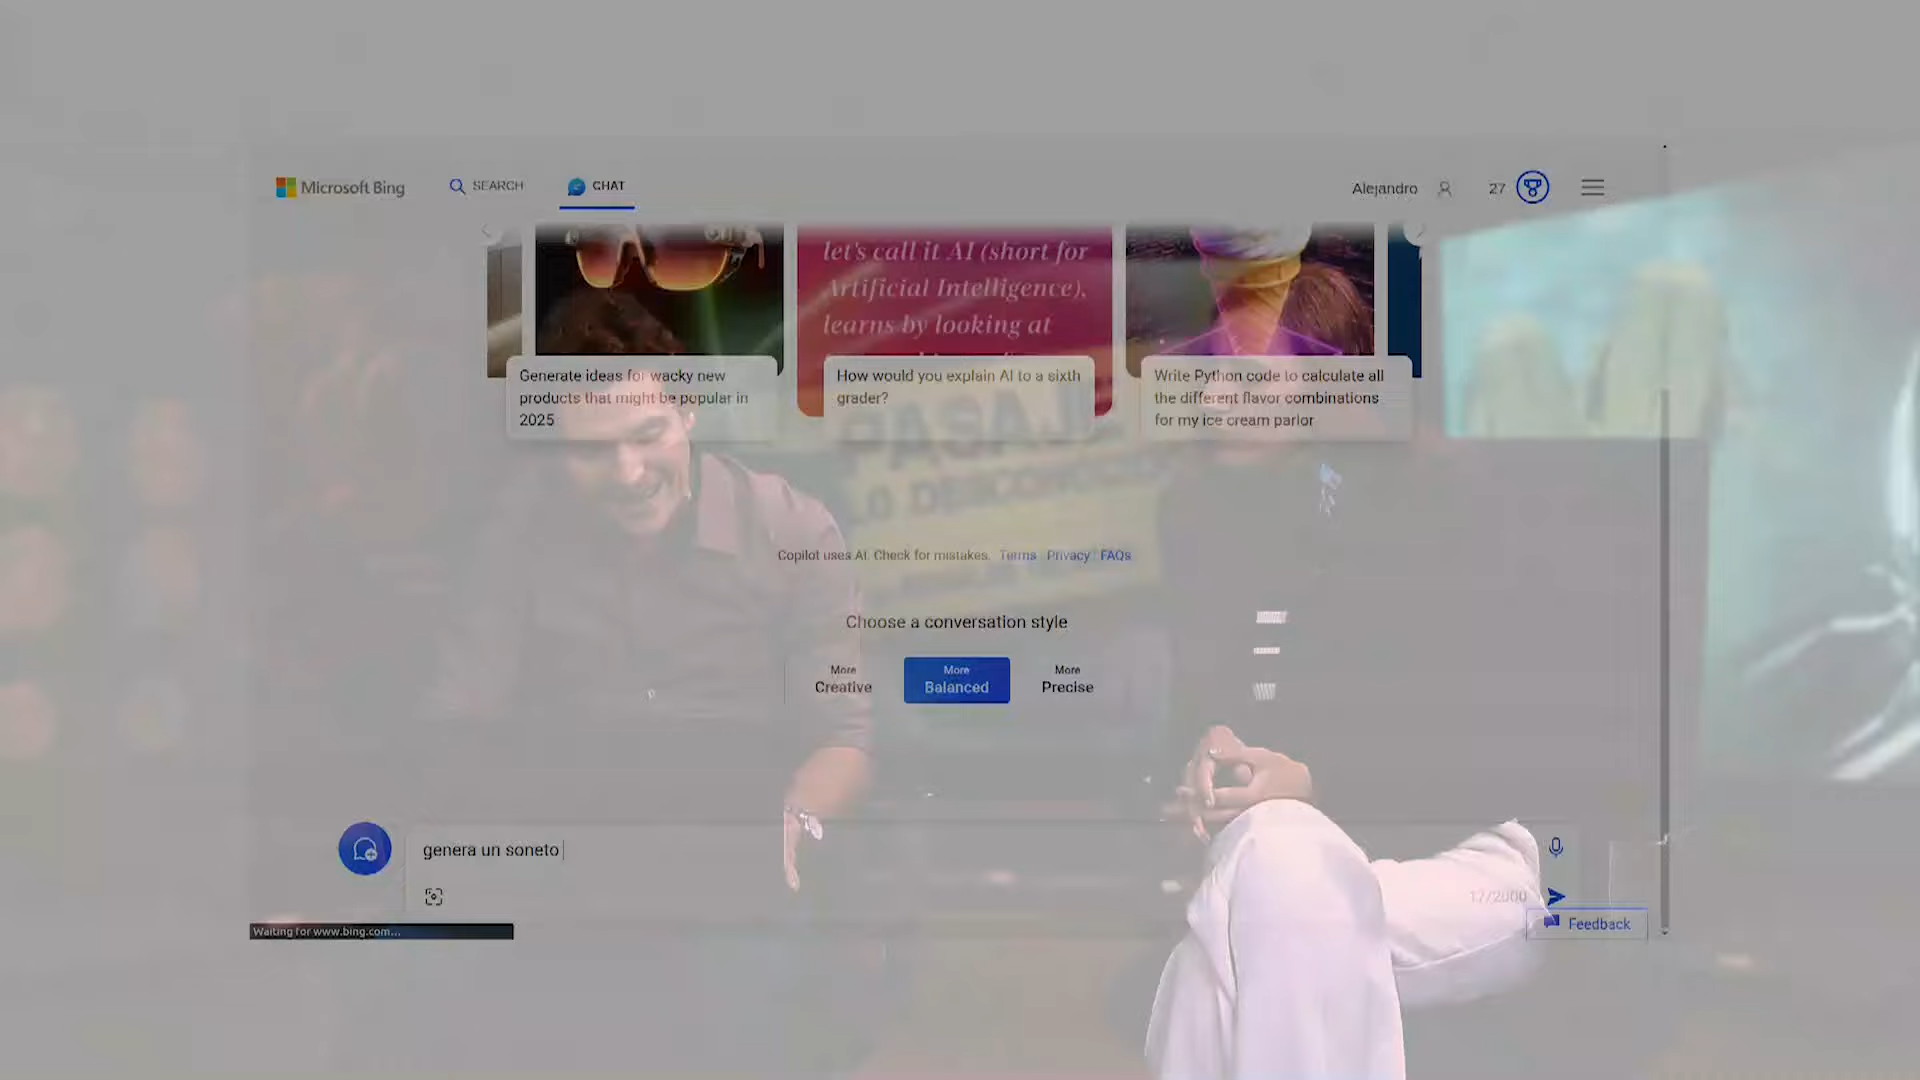 Microsoft Bing
SEARCH
CHAT
Alejandro
27
let's call it AI (short for
Artificial Intelligence),
learns by looking at
Generate ideas for wacky new
products that might be popular in
2025
How would you explain AI to a sixth
grader?
Write Python code to calculate all
the different flavor combinations
for my ice cream parlor
PASAR
LO DESCONOCIDO
Copilot uses AI. Check for mistakes. Terms Privacy FAQs
Choose a conversation style
More
Creative
More
Balanced
More
Precise
genera un soneto
17/2000
Feedback
Waiting for www.bing.com...